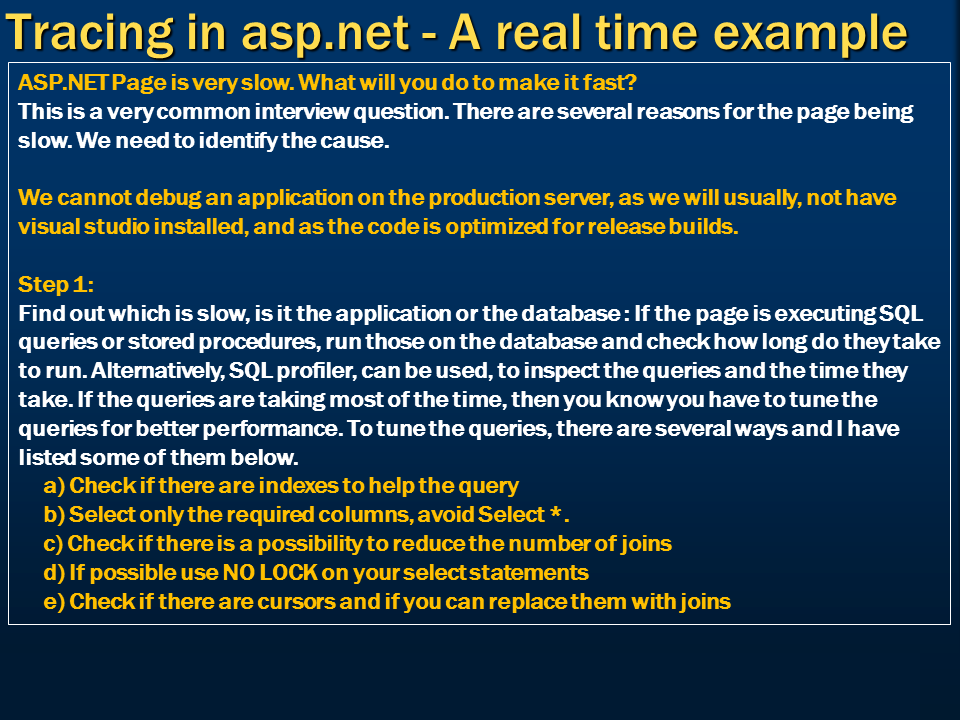 Tracing in asp.net - A real time example
ASP.NET Page is very slow. What will you do to make it fast?
This is a very common interview question. There are several reasons for the page being
slow. We need to identify the cause.
We cannot debug an application on the production server, as we will usually, not have
visual studio installed, and as the code is optimized for release builds.
Step 1:
Find out which is slow, is it the application or the database : If the page is executing SQL
queries or stored procedures, run those on the database and check how long do they take
to run. Alternatively, SQL profiler, can be used, to inspect the queries and the time they
take. If the queries are taking most of the time, then you know you have to tune the
queries for better performance. To tune the queries, there are several ways and I have
listed some of them below.
a) Check if there are indexes to help the query
b) Select only the required columns, avoid Select *.
c) Check if there is a possibility to reduce the number of joins
d) If possible use NO LOCK on your select statements
e) Check if there are cursors and if you can replace them with joins